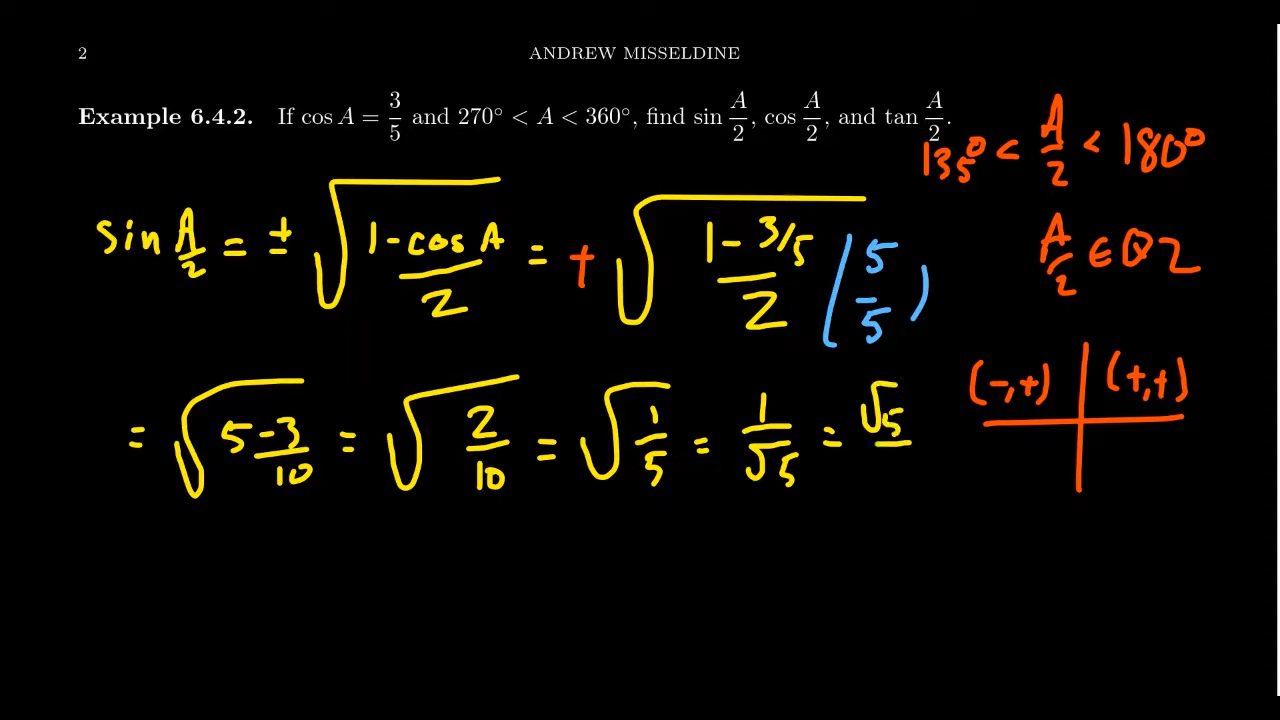 2 ANDREW MISSELDINE
Example 6.4.2. If cos A = 3/5 and 270° < A < 360°, find sin A/2, cos A/2, and tan A/2.
135° < A/2 < 180°
sin A/2 = ± √((1 - cos A)/2) = + √((1 - 3/5)/2 (5/5))
A/2 ∈ Q2
(-,+) (+,+)
= √((5-3)/10) = √(2/10) = √(1/5) = 1/√5 = √5